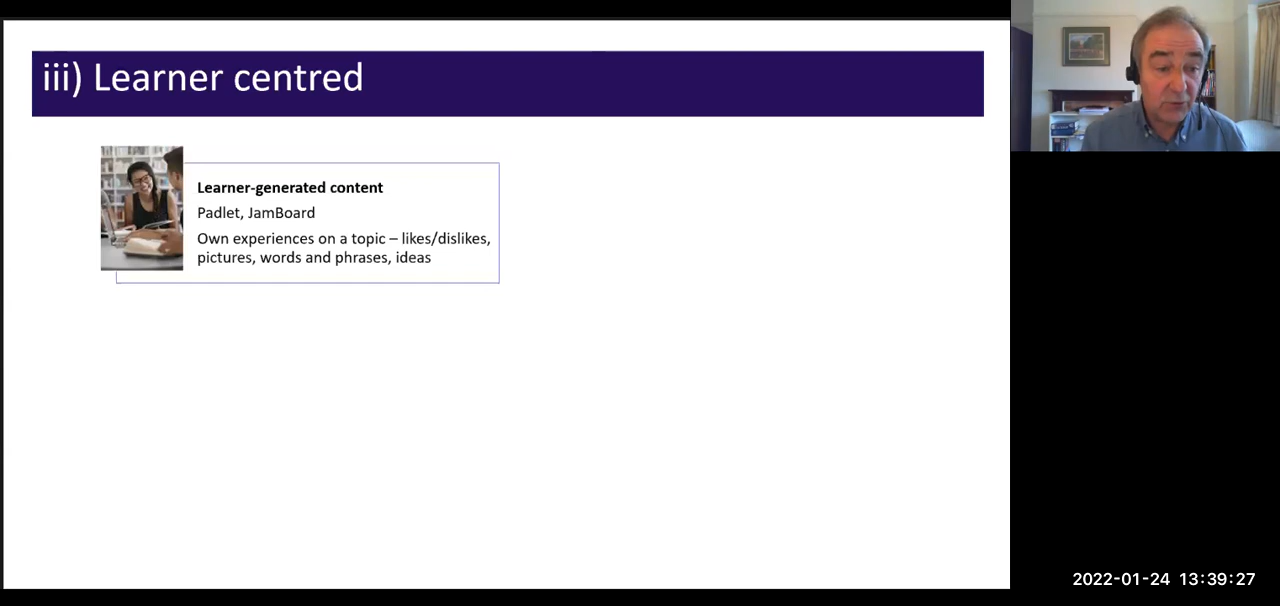 iii) Learner centred
Learner-generated content
Padlet, JamBoard
Own experiences on a topic – likes/dislikes,
pictures, words and phrases, ideas
2022-01-24 13:39:27